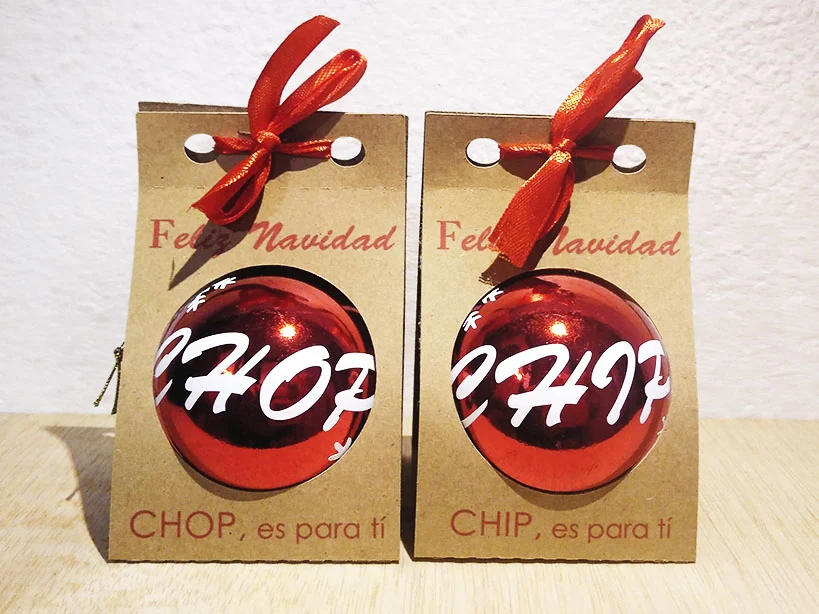 Feliz Navidad
CHOP
CHOP, es para tí
Feliz Navidad
CHIP
CHIP, es para tí